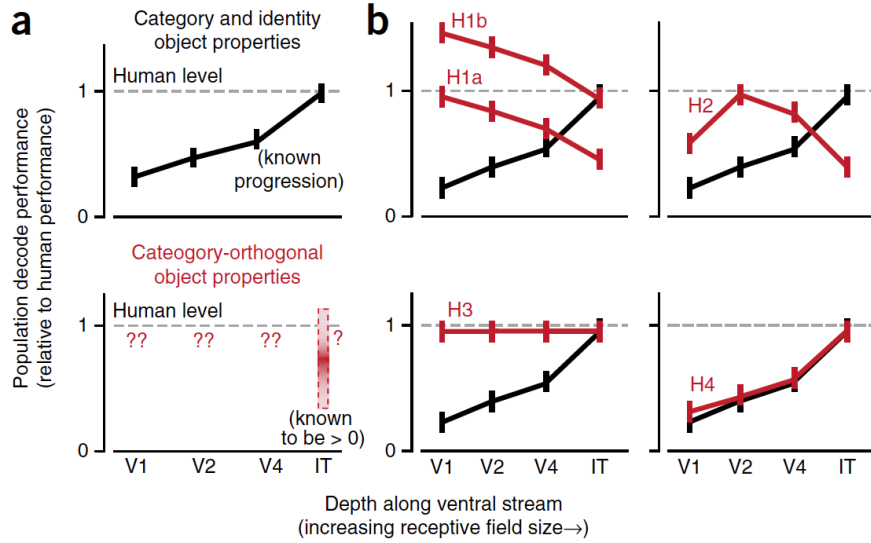 a
Category and identity
object properties
Human level
1
(known
progression)
0
Cateogory-orthogonal
object properties
Human level
1
?? ?? ?? ?
(known
to be > 0)
0
V1 V2 V4 IT
Population decode performance
(relative to human performance)
b
H1b
H1a
1
0
H2
H3
1
0
H4
V1 V2 V4 IT
V1 V2 V4 IT
Depth along ventral stream
(increasing receptive field size→)